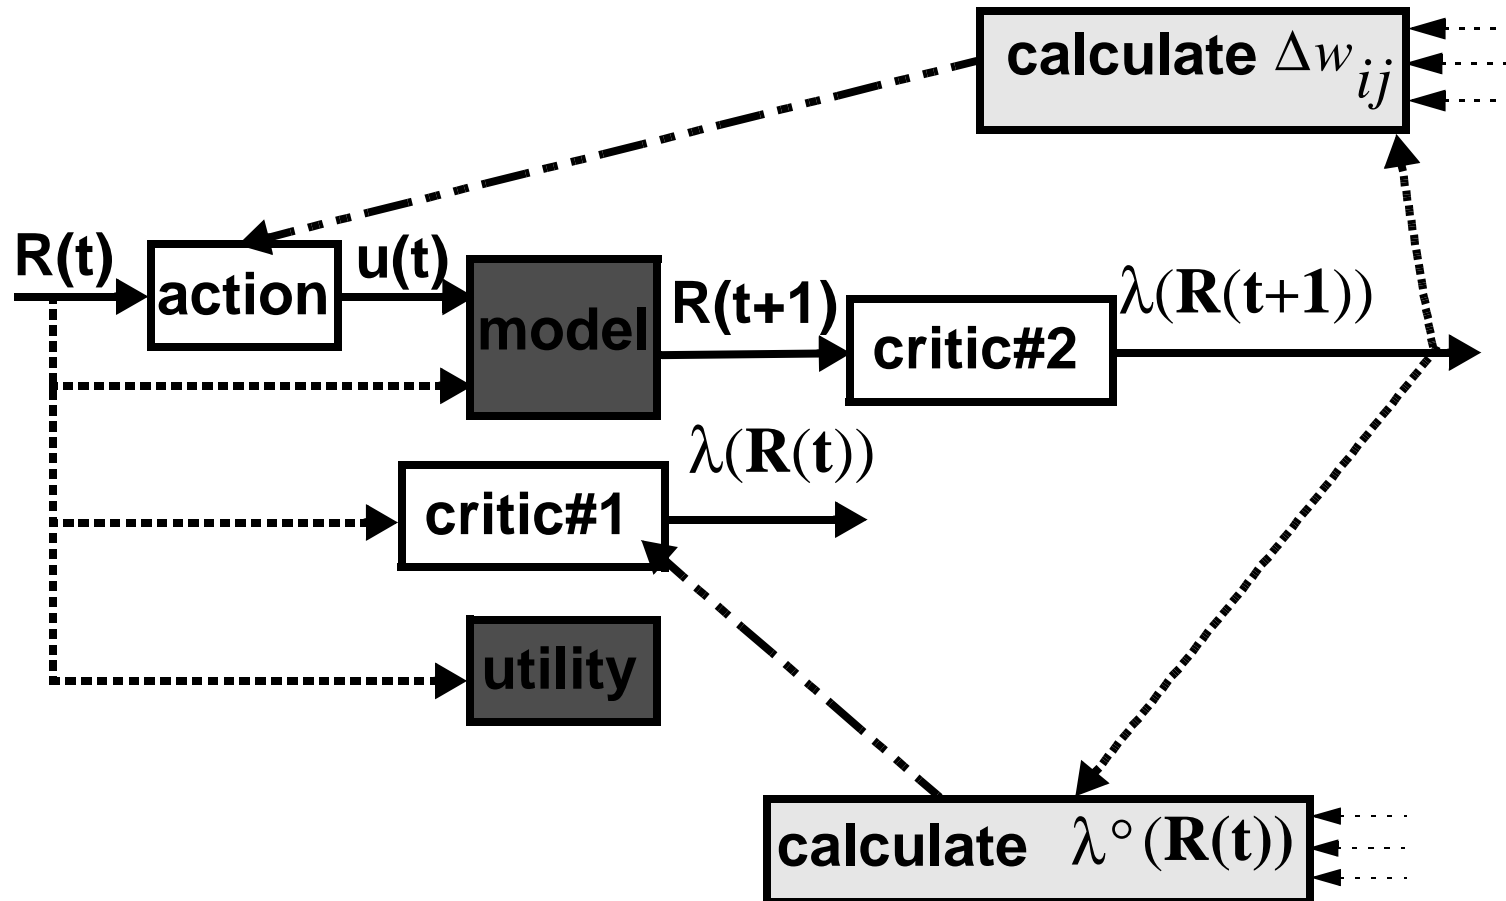 calculate Δw_ij
R(t)
action
u(t)
model
R(t+1)
critic#2
λ(R(t+1))
critic#1
λ(R(t))
utility
calculate λ°(R(t))